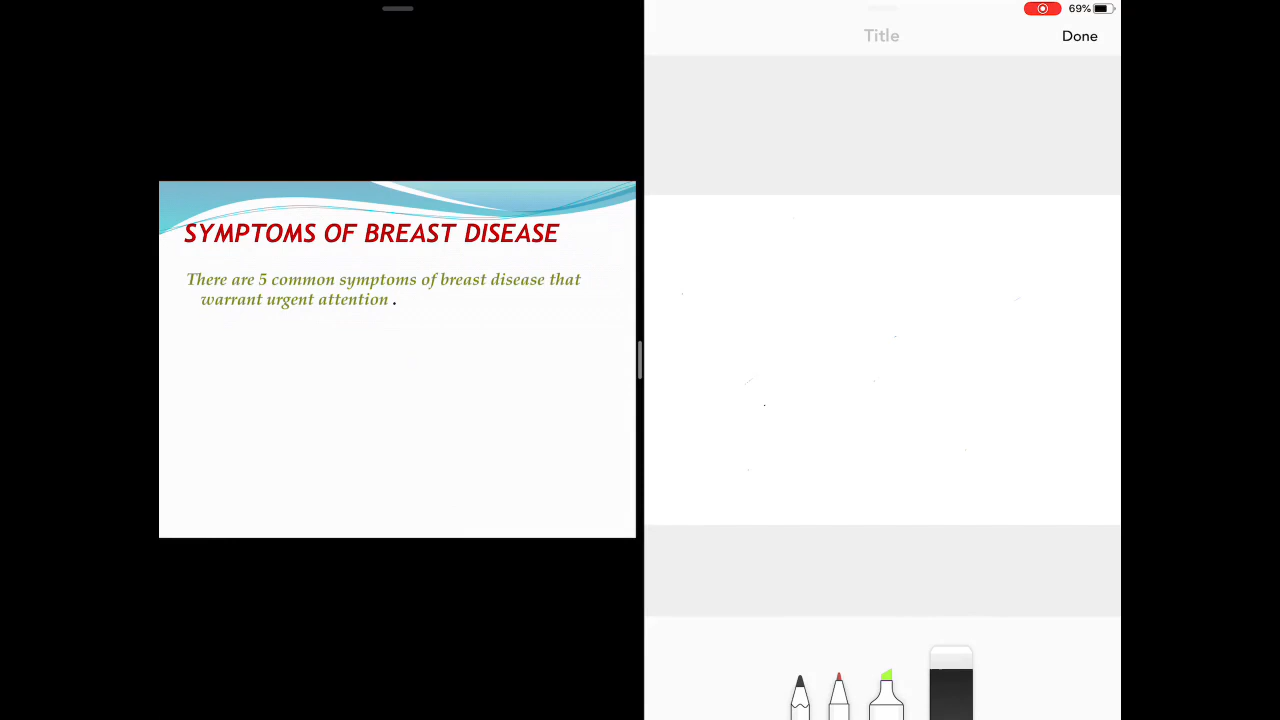 SYMPTOMS OF BREAST DISEASE
There are 5 common symptoms of breast disease that
warrant urgent attention .
69%
Title
Done